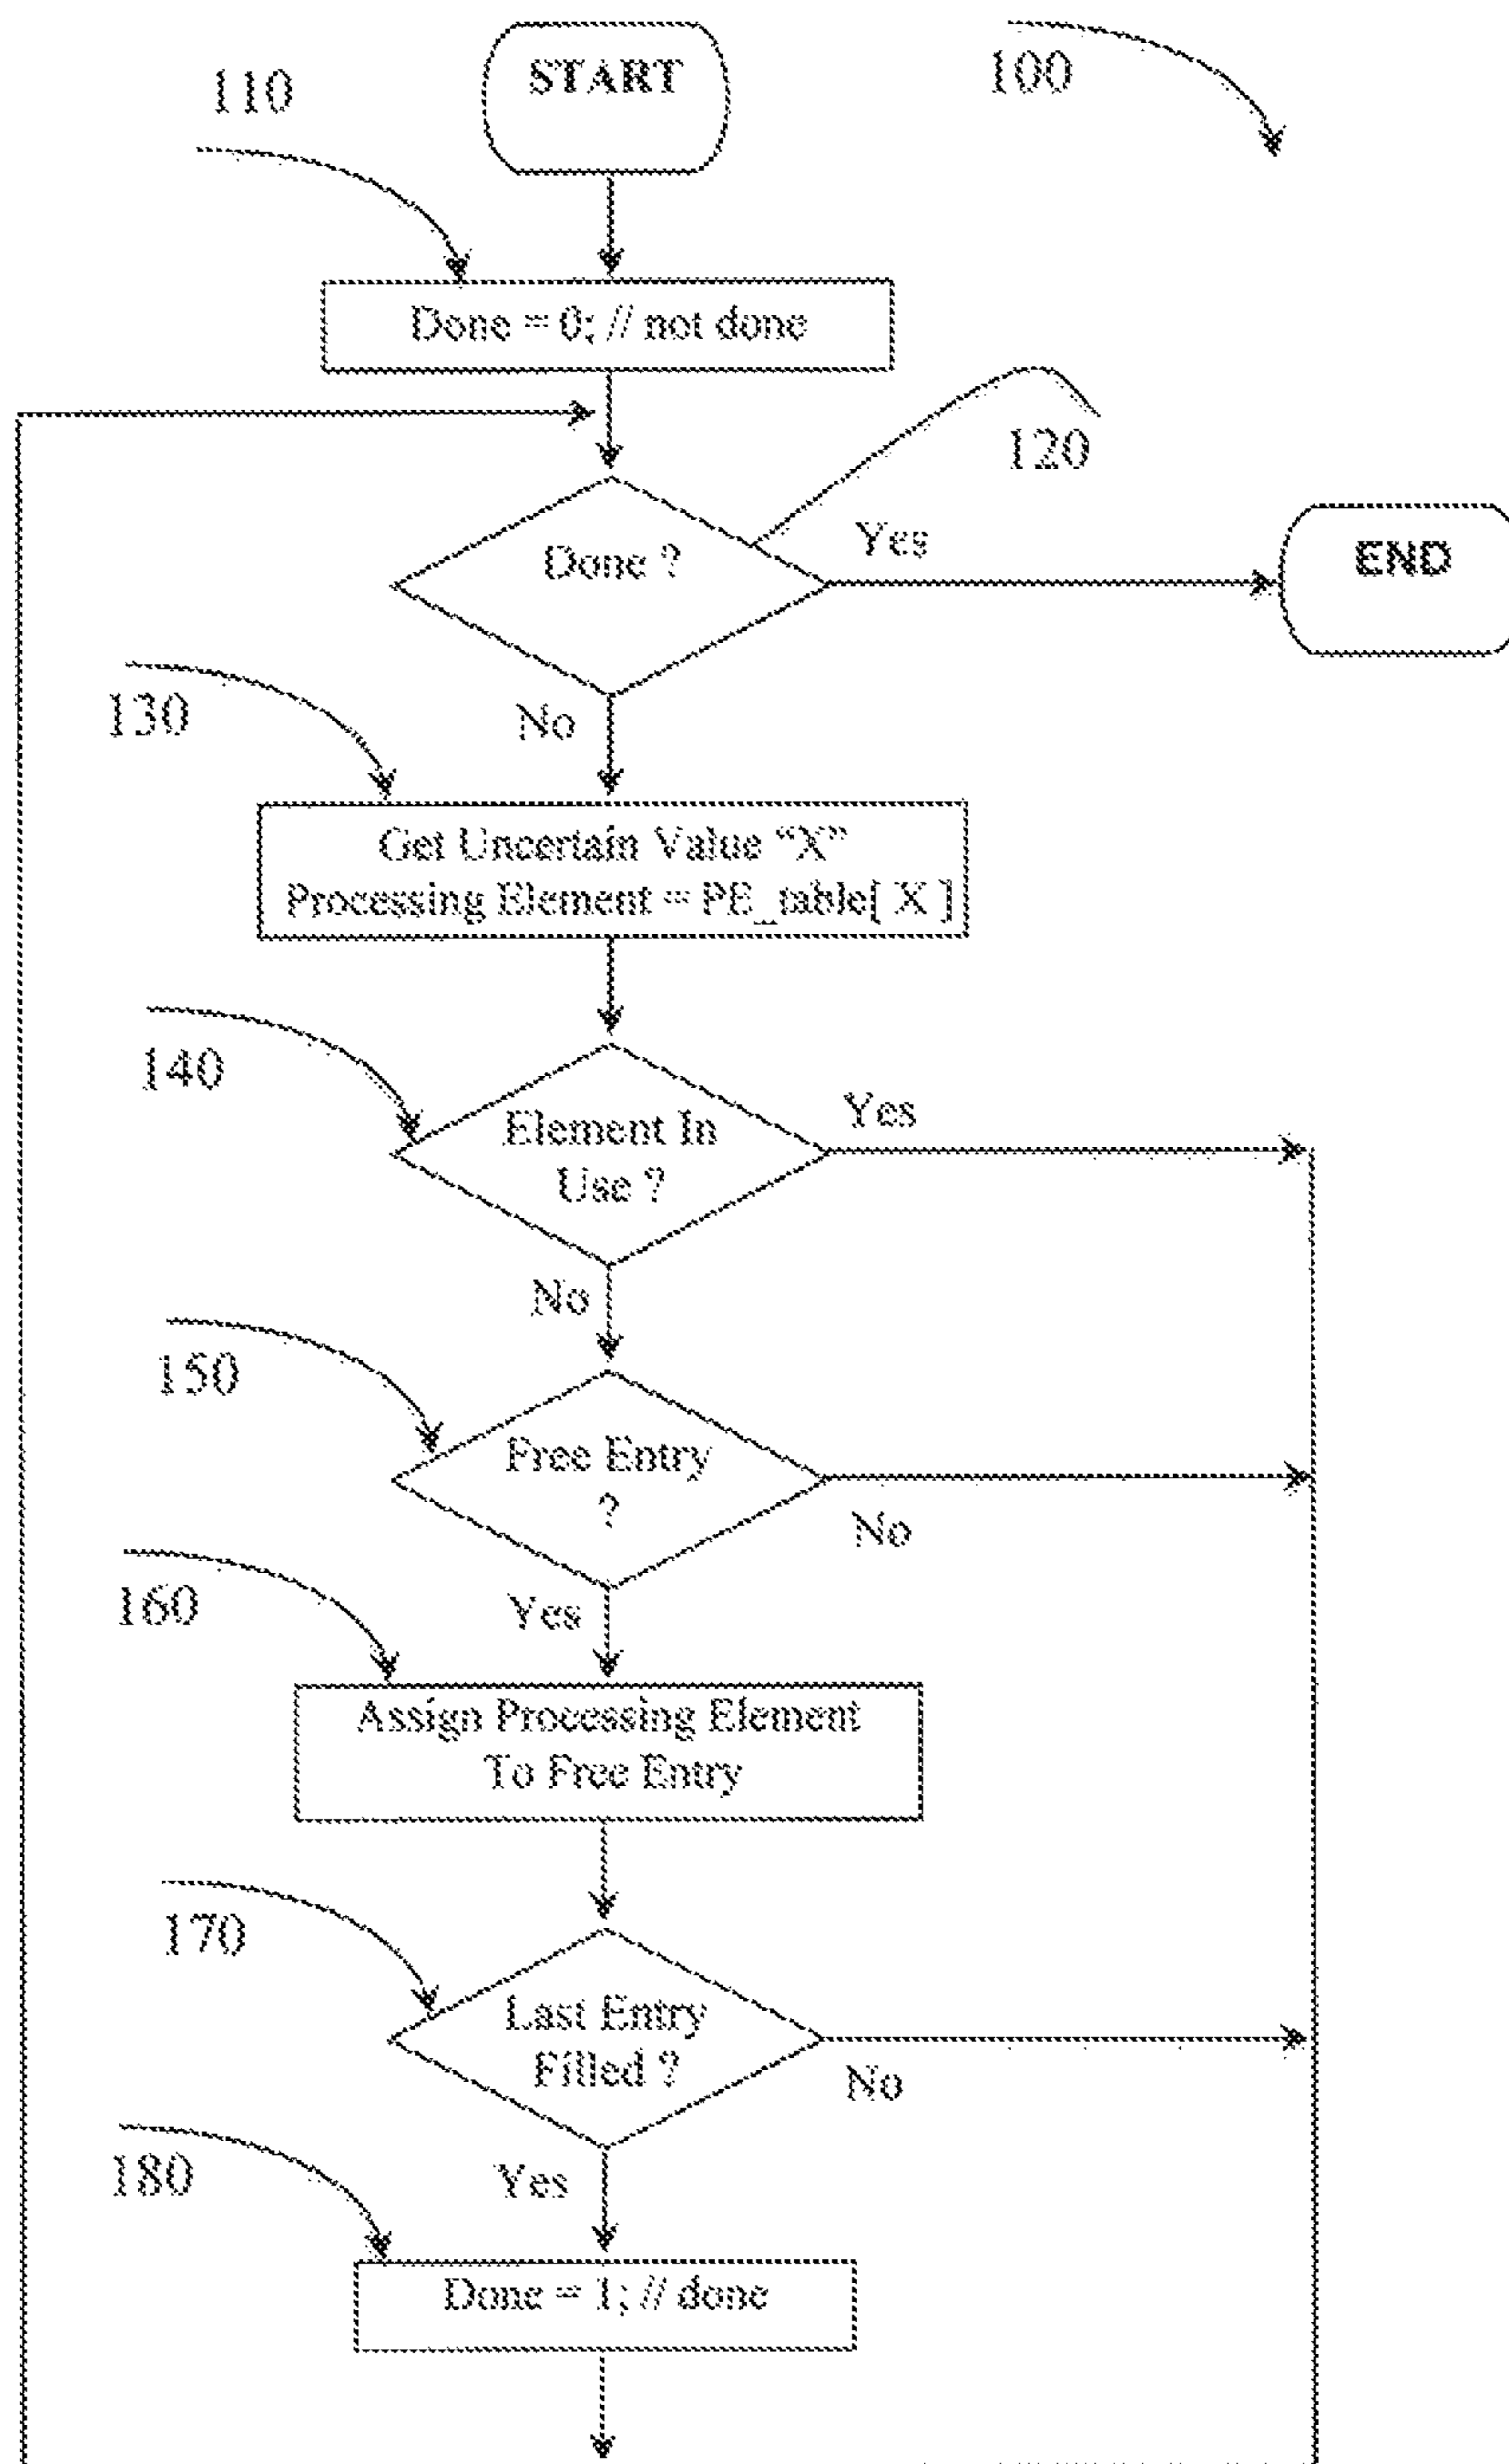 START
100
110
Done = 0; // not done
120
Done ?
Yes
END
130
No
Get Uncertain Value “X”
Processing Element = PE_table[ X ]
140
Element In
Use ?
Yes
No
150
Free Entry
?
No
160
Yes
Assign Processing Element
To Free Entry
170
Last Entry
Filled ?
No
180
Yes
Done = 1; // done